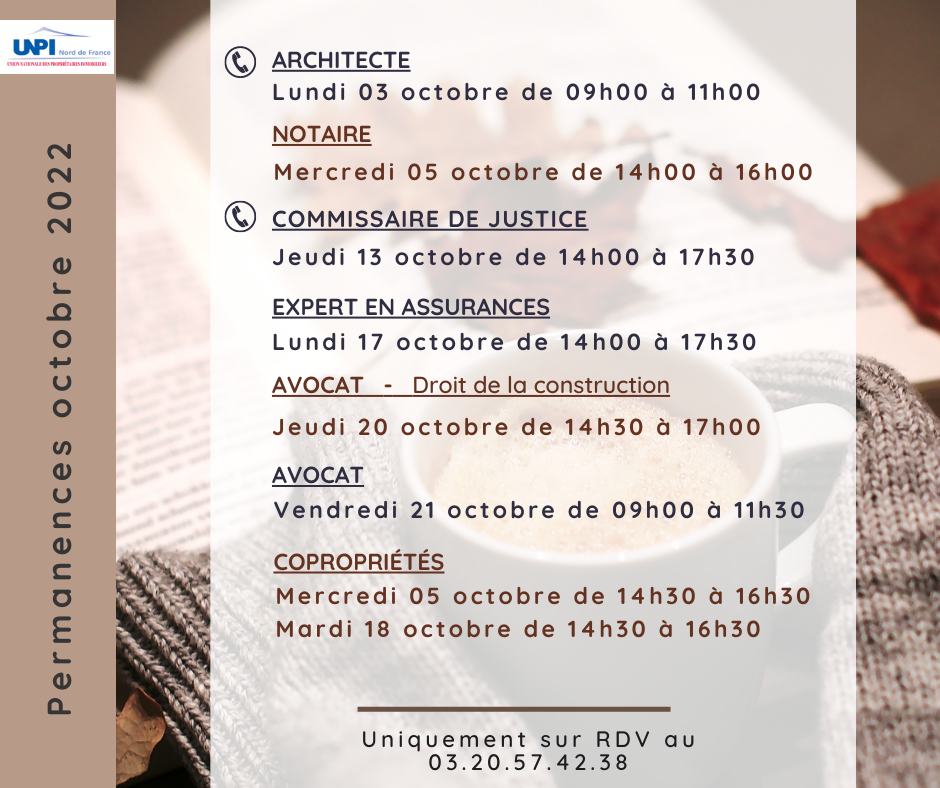 UNPI Nord de France
UNION NATIONALE DES PROPRIÉTAIRES IMMOBILIERS
Permanences octobre 2022
ARCHITECTE
Lundi 03 octobre de 09h00 à 11h00
NOTAIRE
Mercredi 05 octobre de 14h00 à 16h00
COMMISSAIRE DE JUSTICE
Jeudi 13 octobre de 14h00 à 17h30
EXPERT EN ASSURANCES
Lundi 17 octobre de 14h00 à 17h30
AVOCAT - Droit de la construction
Jeudi 20 octobre de 14h30 à 17h00
AVOCAT
Vendredi 21 octobre de 09h00 à 11h30
COPROPRIÉTÉS
Mercredi 05 octobre de 14h30 à 16h30
Mardi 18 octobre de 14h30 à 16h30
Uniquement sur RDV au
03.20.57.42.38